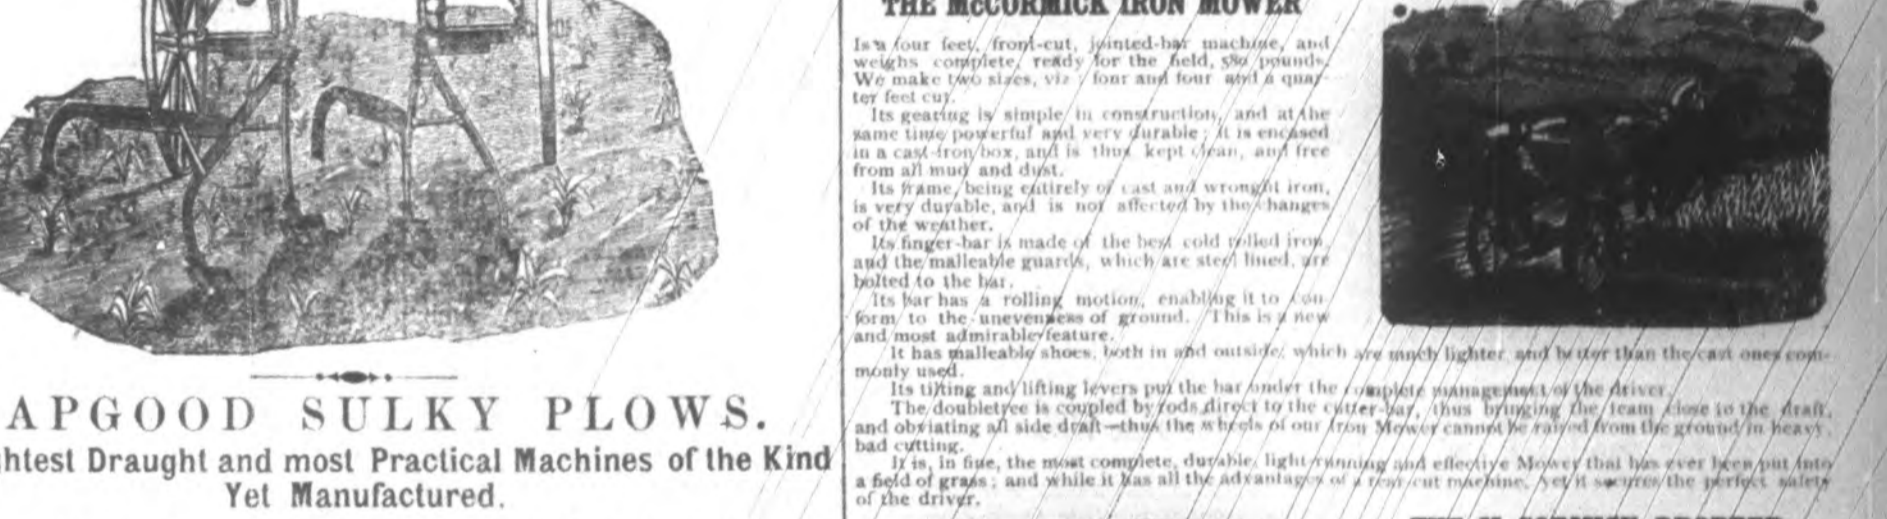 APGOOD SULKY PLOWS.
htest Draught and most Practical Machines of the Kind
Yet Manufactured.
THE McCORMICK IRON MOWER
Is a four feet, front-cut, jointed-bar machine, and
weighs complete, ready for the field, 580 pounds.
We make two sizes, viz: four and four and a quar-
ter feet cut.
Its gearing is simple in construction, and at the
same time powerful and very durable; it is encased
in a cast-iron box, and is thus kept clean, and free
from all mud and dust.
Its frame, being entirely of cast and wrought iron,
is very durable, and is not affected by the changes
of the weather.
Its finger-bar is made of the best cold rolled iron,
and the malleable guards, which are steel lined, are
bolted to the bar.
Its bar has a rolling motion, enabling it to con-
form to the unevenness of ground. This is a new
and most admirable feature.
It has malleable shoes, both in and outside, which are much lighter and better than the cast ones com-
monly used.
Its tilting and lifting levers put the bar under the complete management of the driver.
The doubletree is coupled by rods direct to the cutter-bar, thus bringing the team close to the draft,
and obviating all side draft—thus the wheels of our Iron Mower cannot be raised from the ground in heavy,
bad cutting.
It is, in fine, the most complete, durable, light-running and effective Mower that has ever been put into
a field of grass; and while it has all the advantages of a rear-cut machine, yet it secures the perfect safety
of the driver.